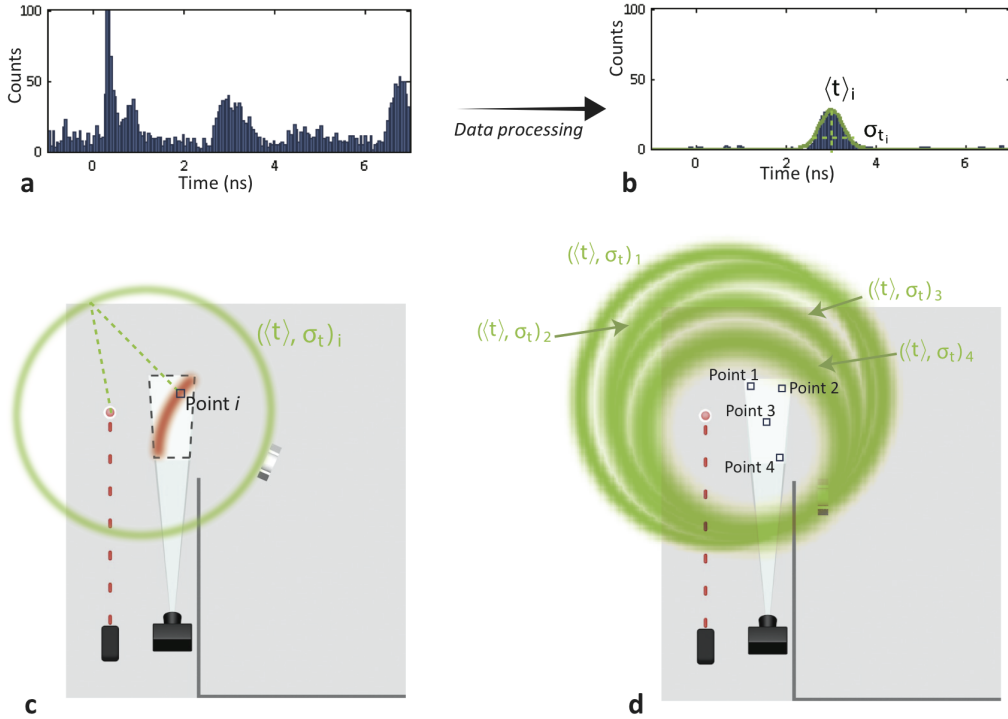 100
50
0
Counts
0
2
4
6
Time (ns)
a
Data processing
100
50
0
Counts
⟨t⟩i
σti
0
2
4
6
Time (ns)
b
(⟨t⟩, σt)i
Point i
c
(⟨t⟩, σt)1
(⟨t⟩, σt)2
(⟨t⟩, σt)3
(⟨t⟩, σt)4
Point 1
Point 2
Point 3
Point 4
d